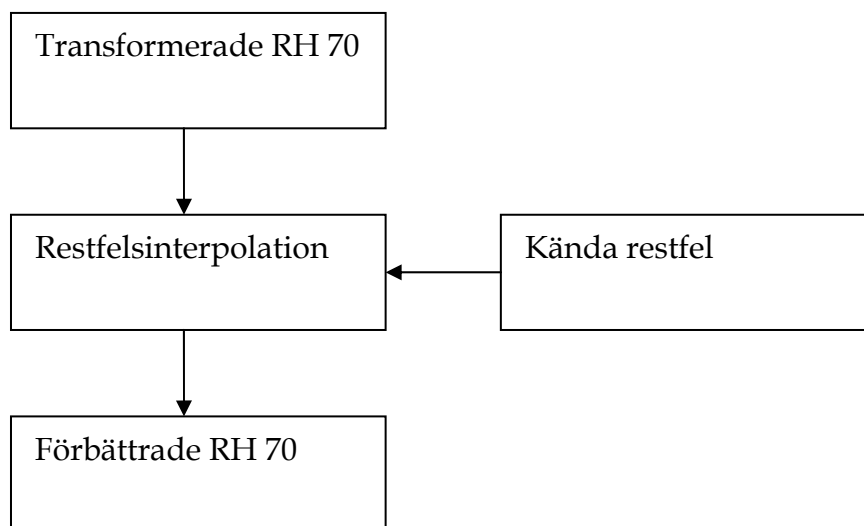 Transformerade RH 70
Restfelsinterpolation
Kända restfel
Förbättrade RH 70